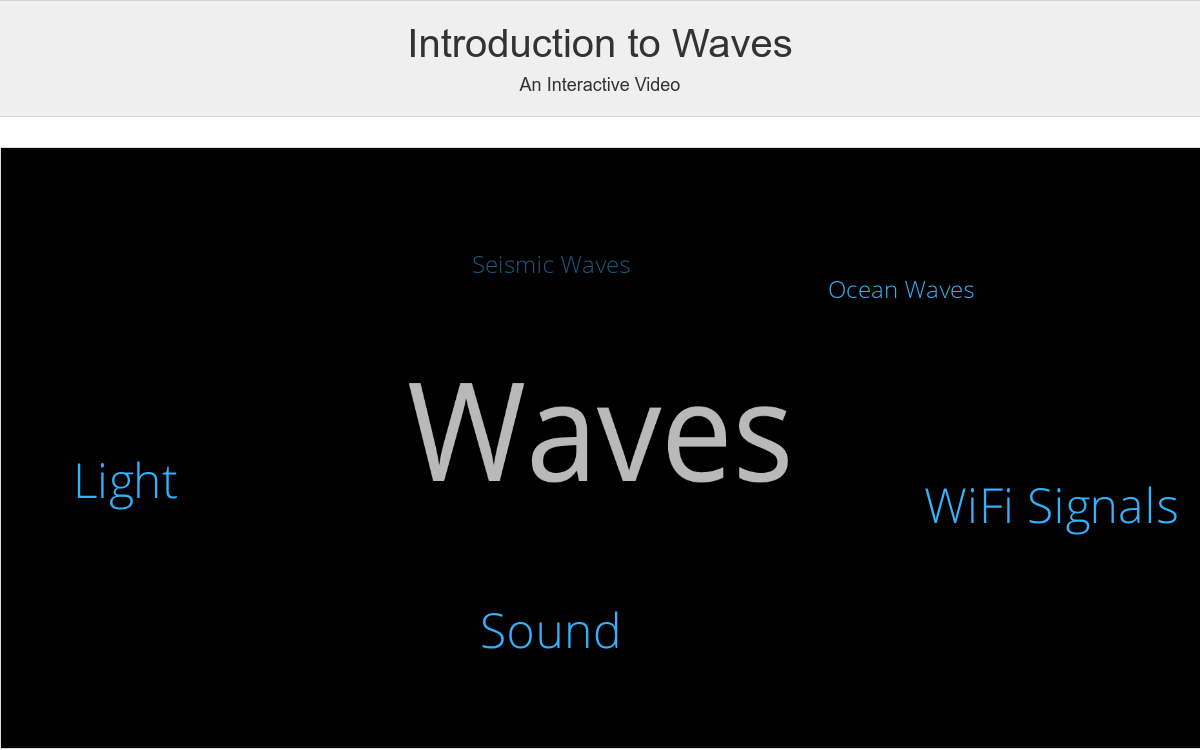 Introduction to Waves
An Interactive Video
Seismic Waves
Ocean Waves
Waves
Light
WiFi Signals
Sound